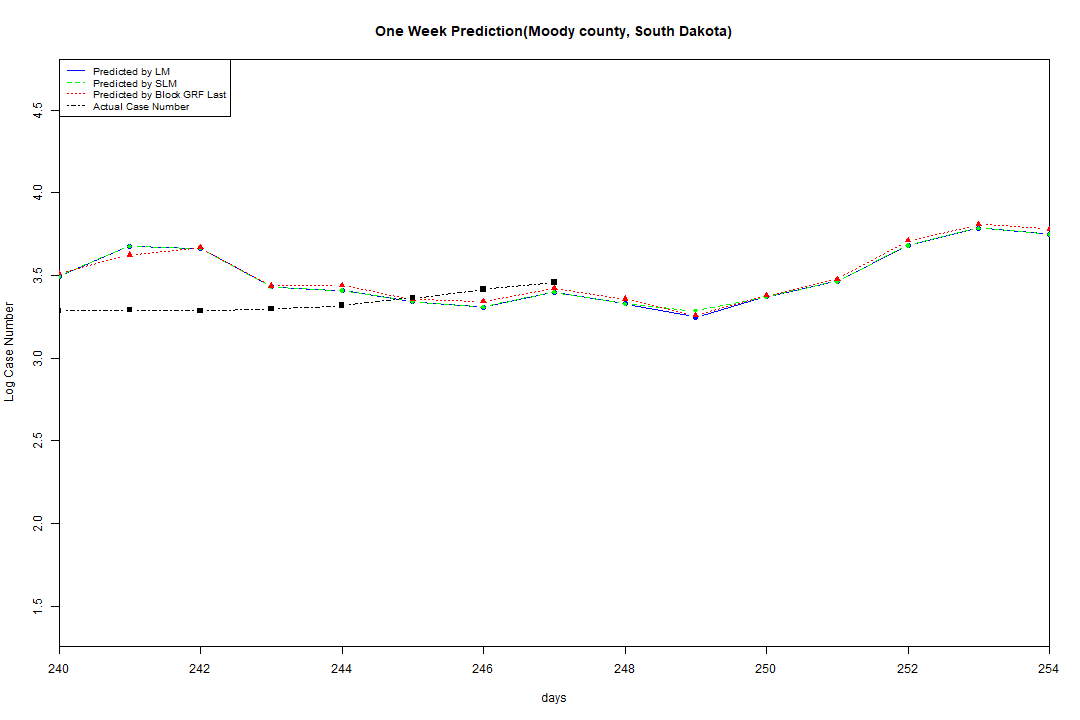 One Week Prediction(Moody county, South Dakota)
Predicted by LM
Predicted by SLM
Predicted by Block GRF Last
Actual Case Number
4.5
4.0
3.5
3.0
2.5
2.0
1.5
Log Case Number
240 242 244 246 248 250 252 254
days